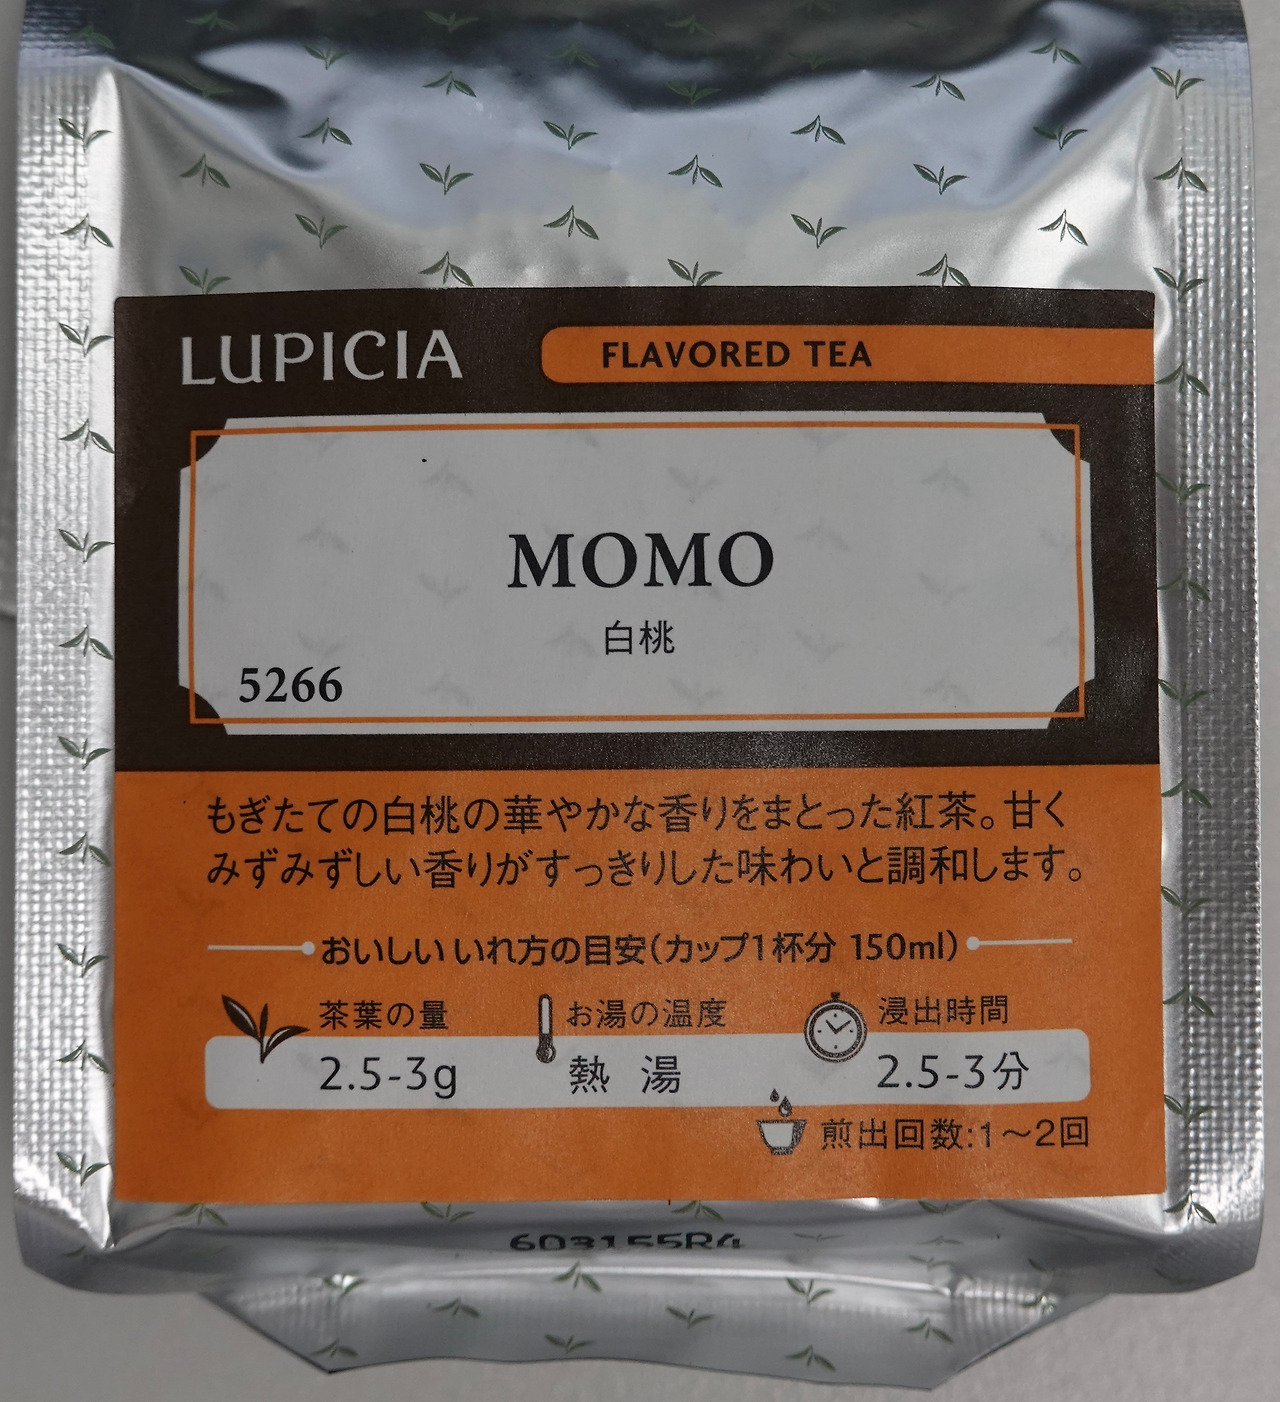 LUPICIA
FLAVORED TEA
MOMO
白桃
5266
もぎたての白桃の華やかな香りをまとった紅茶。甘く
みずみずしい香りがすっきりした味わいと調和します。
おいしいいれ方の目安(カップ1杯分 150ml)
茶葉の量 お湯の温度 浸出時間
2.5-3g 熱 湯 2.5-3分
煎出回数:1〜2回
603155R4